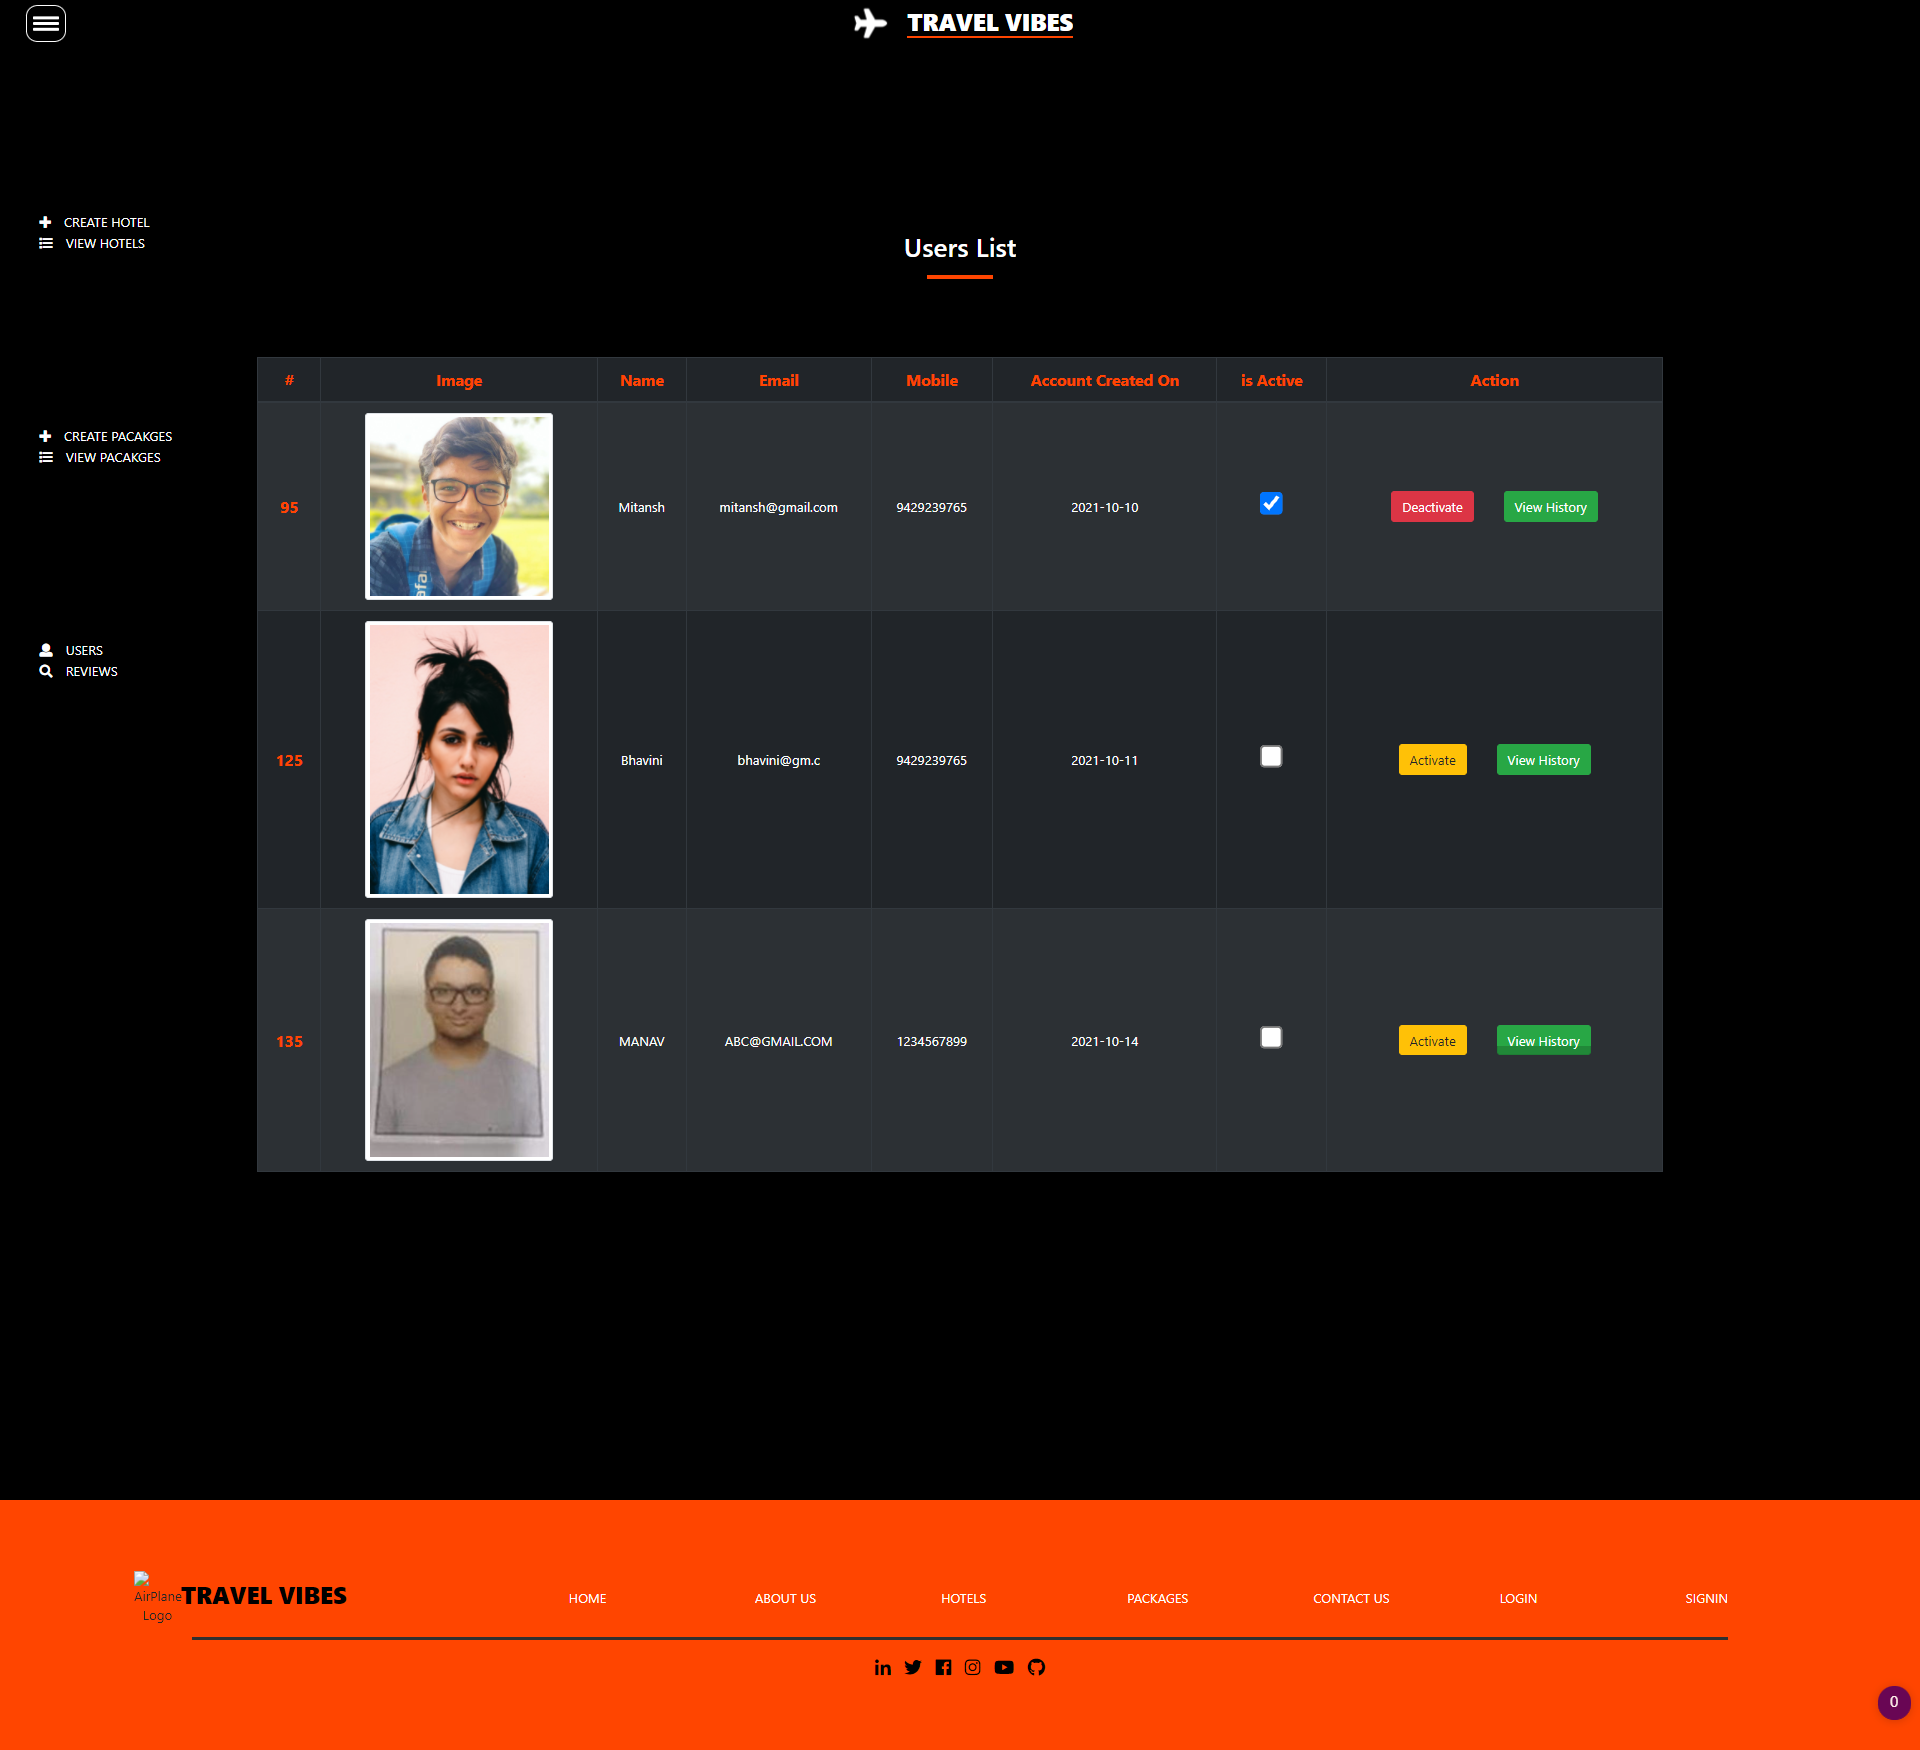 TRAVEL VIBES
CREATE HOTEL
VIEW HOTELS
Users List
CREATE PACAKGES
VIEW PACAKGES
USERS
REVIEWS
# Image Name Email Mobile Account Created On is Active Action
95 Mitansh mitansh@gmail.com 9429239765 2021-10-10 Deactivate View History
afa
125 Bhavini bhavini@gm.c 9429239765 2021-10-11 Activate View History
135 MANAV ABC@GMAIL.COM 1234567899 2021-10-14 Activate View History
AirPlane Logo
TRAVEL VIBES
HOME ABOUT US HOTELS PACKAGES CONTACT US LOGIN SIGNIN
0